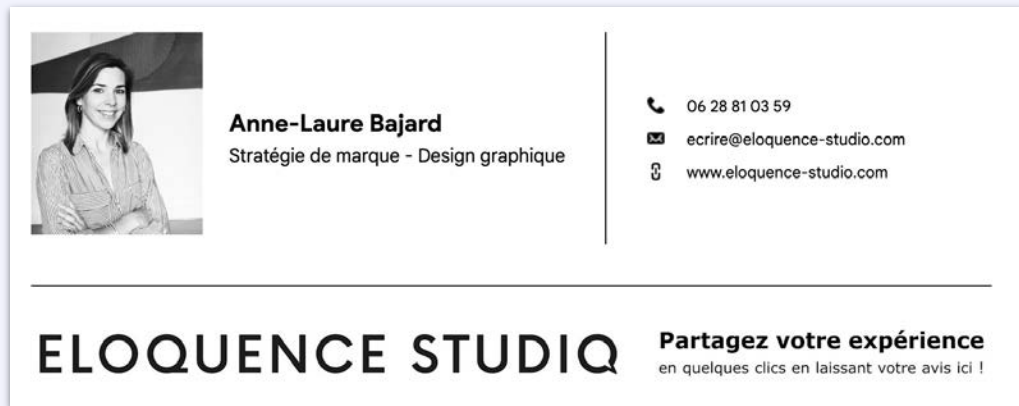 Anne-Laure Bajard
Stratégie de marque - Design graphique
06 28 81 03 59
ecrire@eloquence-studio.com
www.eloquence-studio.com
ELOQUENCE STUDIO
Partagez votre expérience
en quelques clics en laissant votre avis ici !